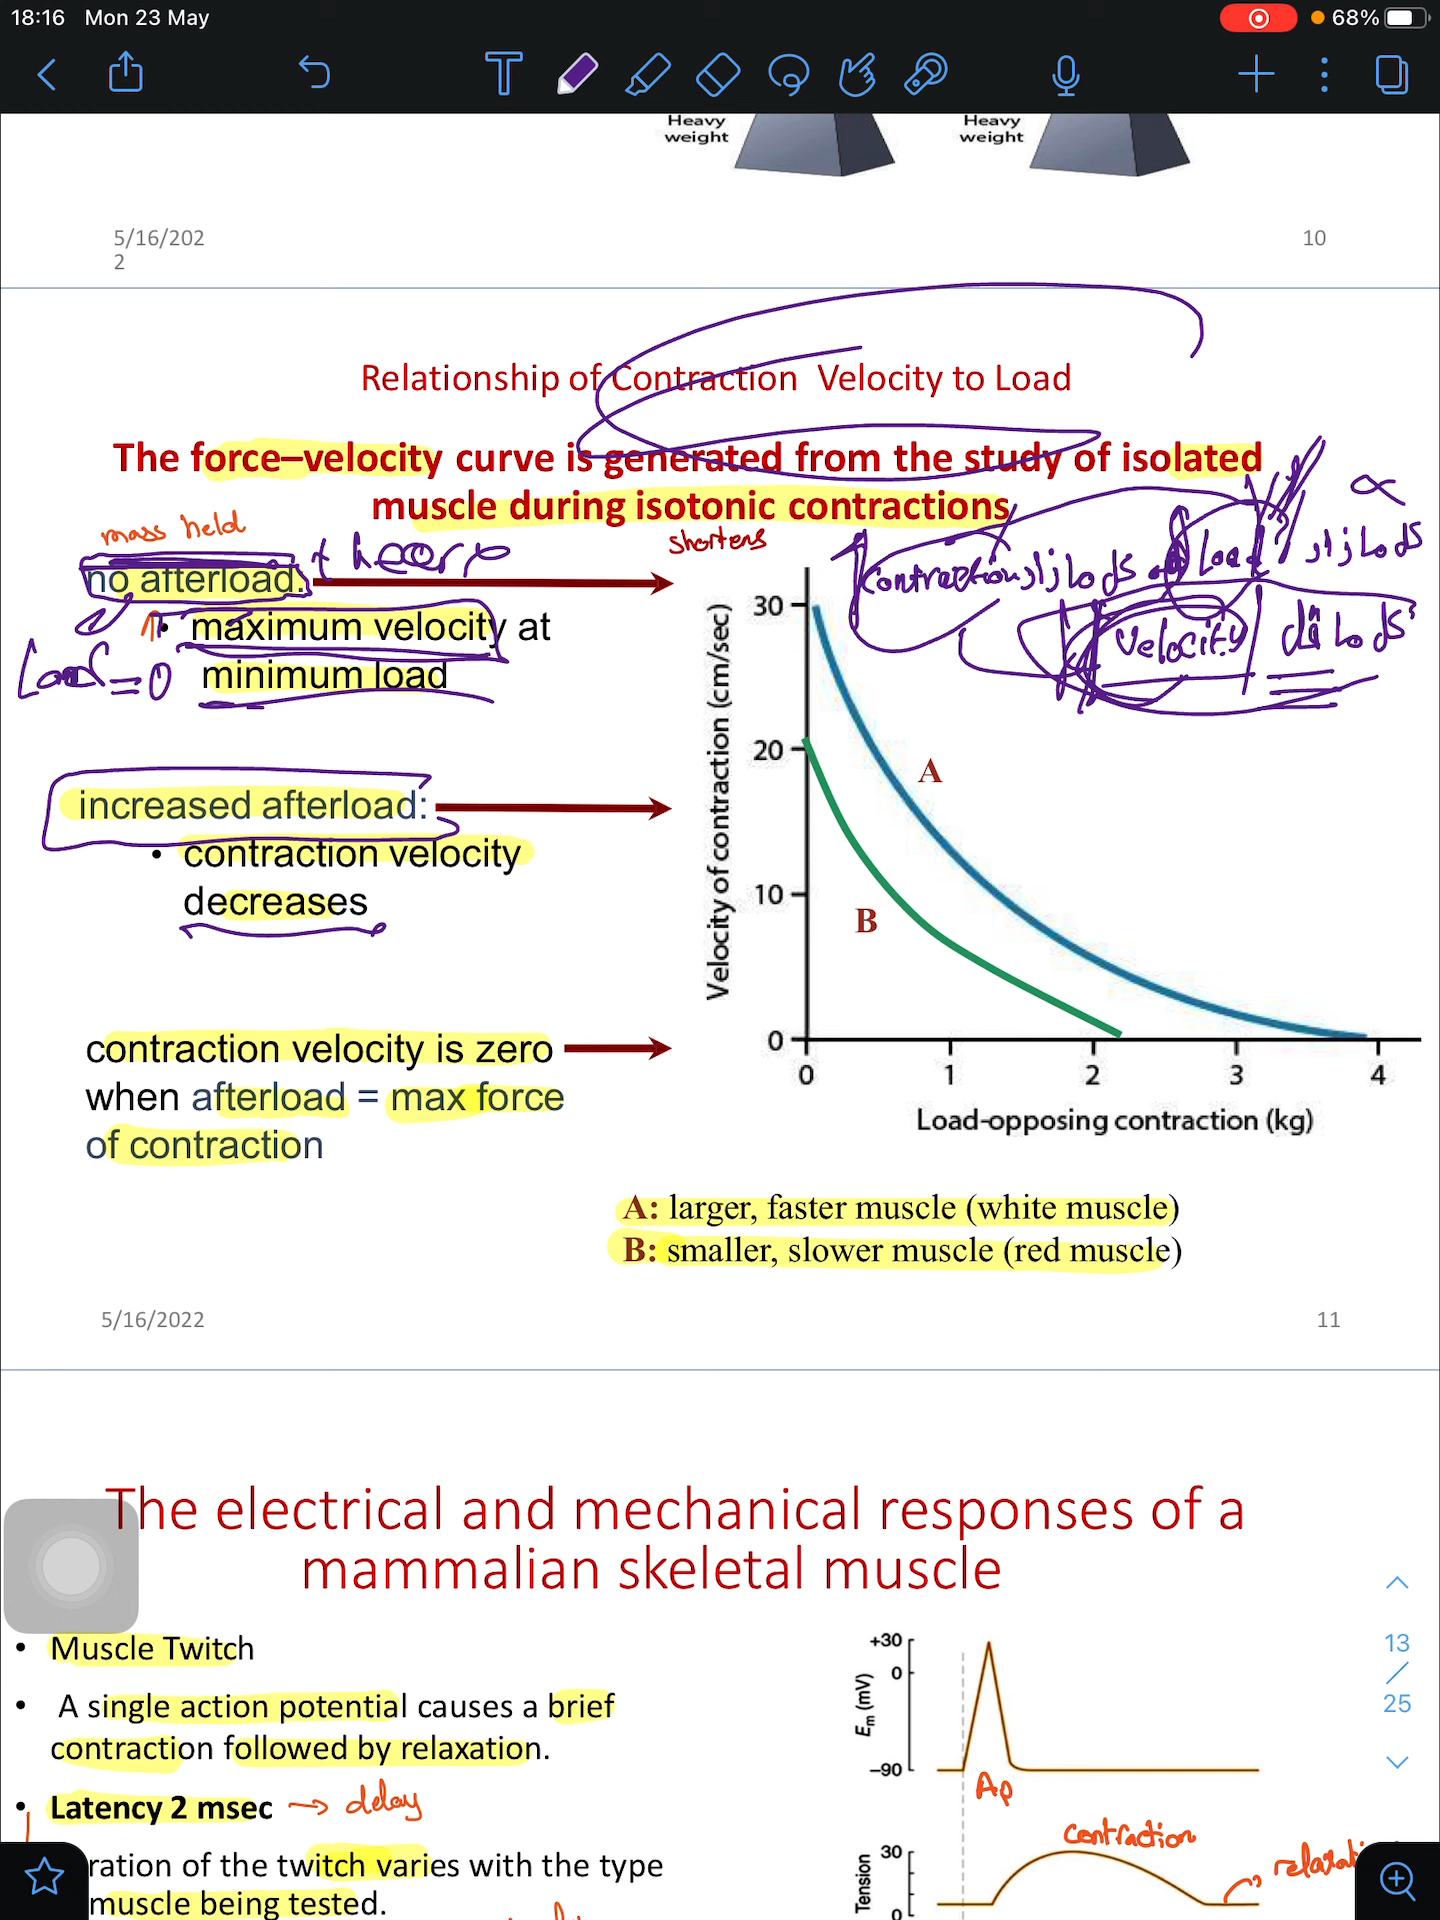 18:16 Mon 23 May
68%
Heavy
weight
Heavy
weight
5/16/202
2
10
Relationship of Contraction Velocity to Load
The force–velocity curve is generated from the study of isolated
muscle during isotonic contractions
mass held
shortens
∝
no afterload:
• maximum velocity at
minimum load
Load = 0
Contraction
load
velocity
increased afterload:
• contraction velocity
decreases
contraction velocity is zero
when afterload = max force
of contraction
Velocity of contraction (cm/sec)
30
20
10
0
A
B
0 1 2 3 4
Load-opposing contraction (kg)
A: larger, faster muscle (white muscle)
B: smaller, slower muscle (red muscle)
5/16/2022
11
The electrical and mechanical responses of a
mammalian skeletal muscle
• Muscle Twitch
• A single action potential causes a brief
contraction followed by relaxation.
• Latency 2 msec → delay
ration of the twitch varies with the type
muscle being tested.
Em (mV)
+30
0
-90
AP
Tension
30
0
contraction
13
/
25